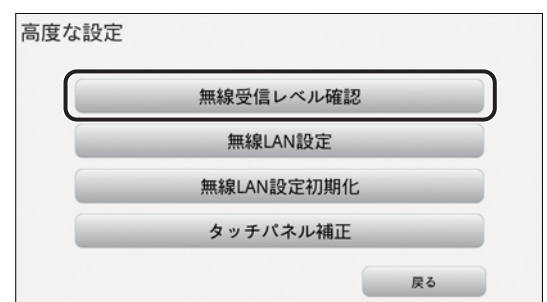 高度な設定
無線受信レベル確認
無線LAN設定
無線LAN設定初期化
タッチパネル補正
戻る